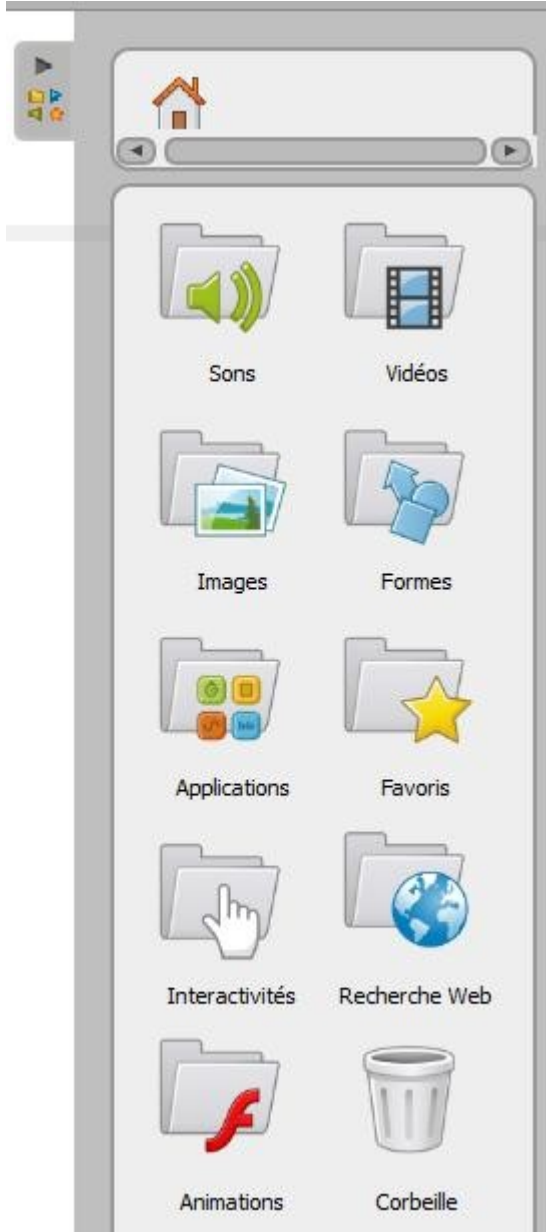 Sons Vidéos
Images Formes
Applications Favoris
Interactivités Recherche Web
Animations Corbeille